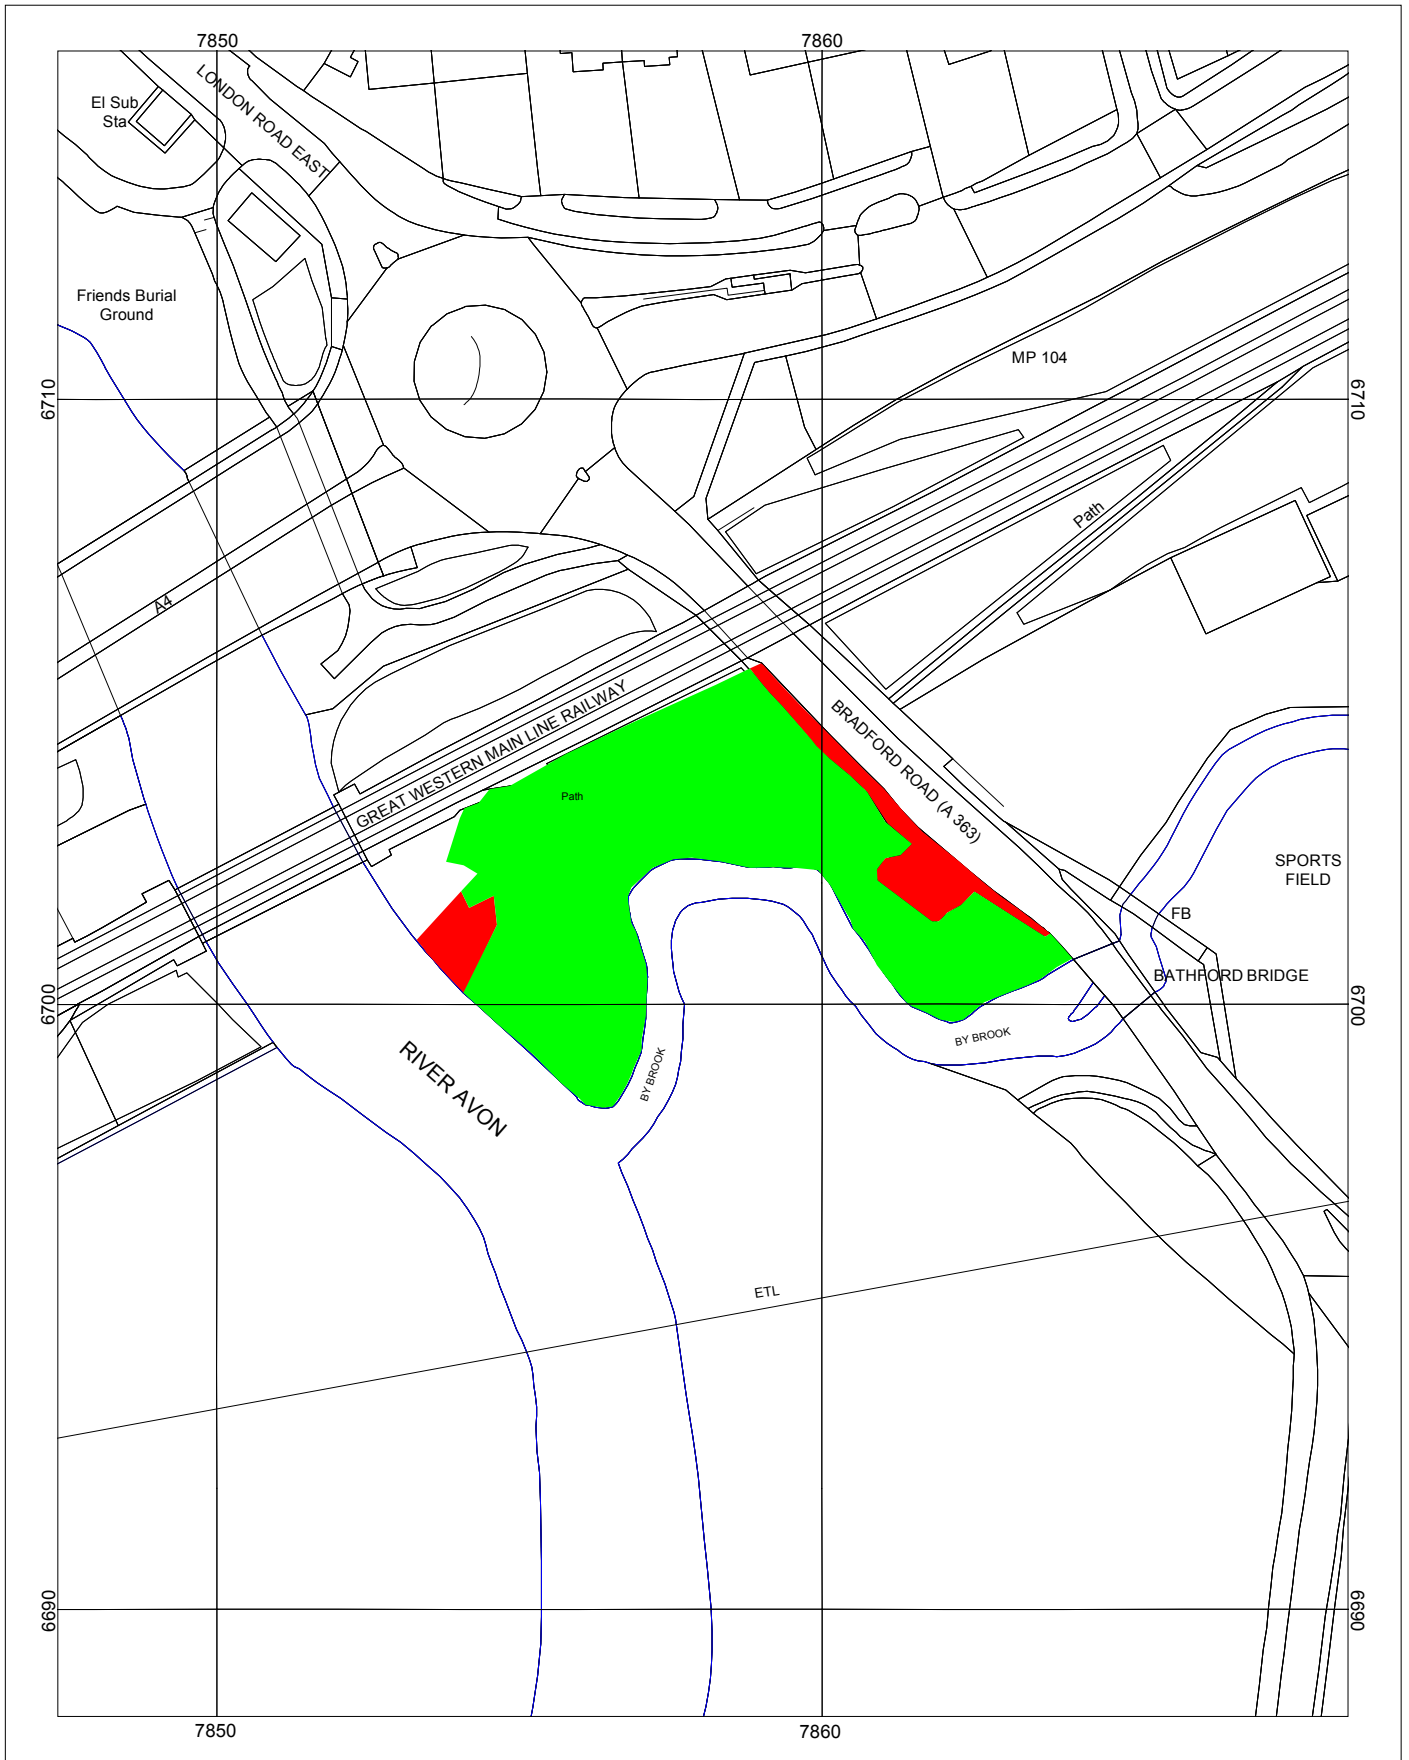 7850
7860
LONDON ROAD EAST
El Sub
Sta
Friends Burial
Ground
MP 104
6710
6710
Path
A4
GREAT WESTERN MAIN LINE RAILWAY
BRADFORD ROAD (A 363)
Path
SPORTS
FIELD
FB
BATHFORD BRIDGE
6700
6700
BY BROOK
RIVER AVON
BY BROOK
ETL
6690
6690
7850
7860